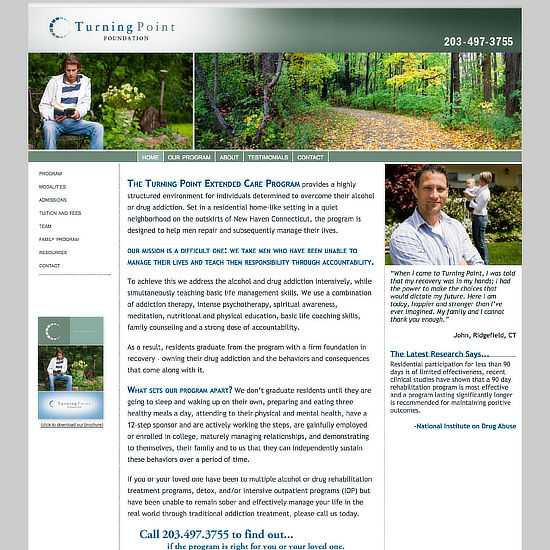 Turning Point
FOUNDATION
203-497-3755
HOME OUR PROGRAM ABOUT TESTIMONIALS CONTACT
PROGRAM
MODALITIES
ADMISSIONS
TUITION AND FEES
TEAM
FAMILY PROGRAM
RESOURCES
CONTACT
Turning Point
FOUNDATION
(click to download our brochure)
THE TURNING POINT EXTENDED CARE PROGRAM provides a highly
structured environment for individuals determined to overcome their alcohol
or drug addiction. Set in a residential home-like setting in a quiet
neighborhood on the outskirts of New Haven Connecticut, the program is
designed to help men repair and subsequently manage their lives.
OUR MISSION IS A DIFFICULT ONE: WE TAKE MEN WHO HAVE BEEN UNABLE TO
MANAGE THEIR LIVES AND TEACH THEM RESPONSIBILITY THROUGH ACCOUNTABILITY.
To achieve this we address the alcohol and drug addiction intensively, while
simultaneously teaching basic life management skills. We use a combination
of addiction therapy, intense psychotherapy, spiritual awareness,
meditation, nutritional and physical education, basic life coaching skills,
family counseling and a strong dose of accountability.
As a result, residents graduate from the program with a firm foundation in
recovery - owning their drug addiction and the behaviors and consequences
that come along with it.
WHAT SETS OUR PROGRAM APART? We don't graduate residents until they are
going to sleep and waking up on their own, preparing and eating three
healthy meals a day, attending to their physical and mental health, have a
12-step sponsor and are actively working the steps, are gainfully employed
or enrolled in college, maturely managing relationships, and demonstrating
to themselves, their family and to us that they can independently sustain
these behaviors over a period of time.
If you or your loved one have been to multiple alcohol or drug rehabilitation
treatment programs, detox, and/or intensive outpatient programs (IOP) but
have been unable to remain sober and effectively manage your life in the
real world through traditional addiction treatment, please call us today.
Call 203.497.3755 to find out...
if the program is right for you or your loved one.
"When I came to Turning Point, I was told
that my recovery was in my hands; I had
the power to make the choices that
would dictate my future. Here I am
today, happier and stronger than I've
ever imagined. My family and I cannot
thank you enough."
John, Ridgefield, CT
The Latest Research Says...
Residential participation for less than 90
days is of limited effectiveness, recent
clinical studies have shown that a 90 day
rehabilitation program is most effective
and a program lasting significantly longer
is recommended for maintaining positive
outcomes.
-National Institute on Drug Abuse